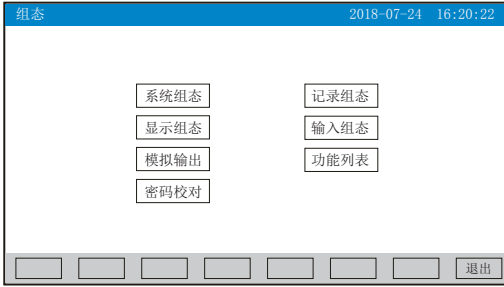 组态 2018-07-24 16:20:22
系统组态 记录组态
显示组态 输入组态
模拟输出 功能列表
密码校对
退出